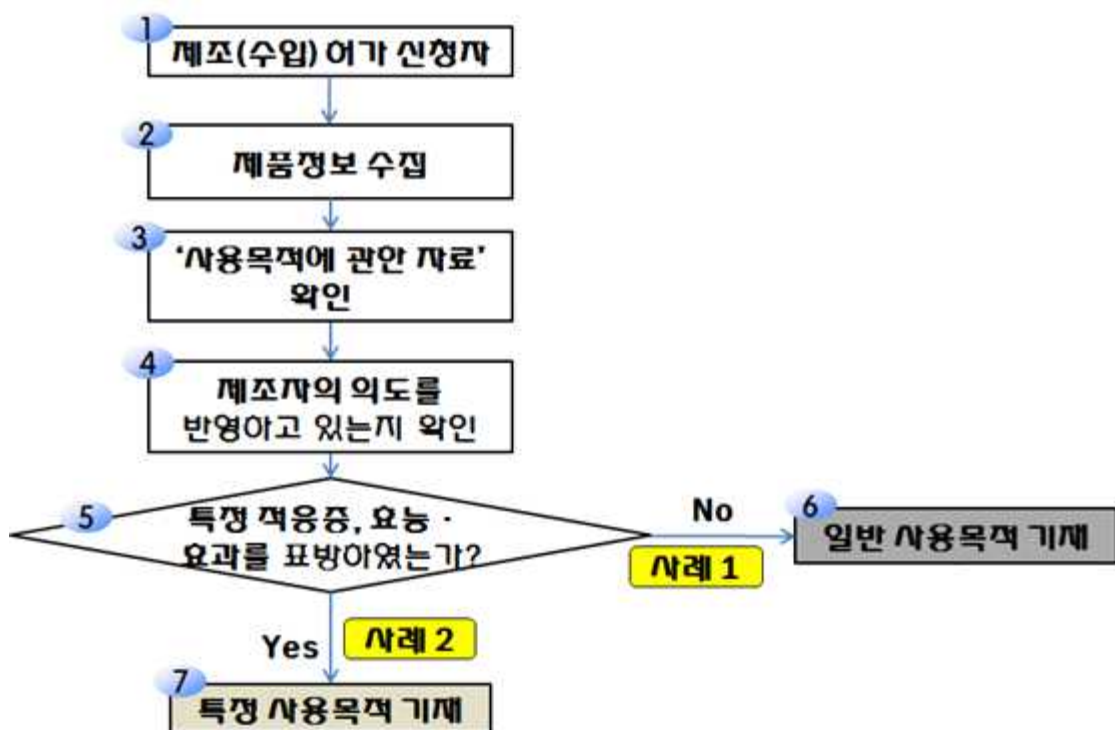 1
제조(수입) 허가 신청자
2
제품정보 수집
3
‘사용목적에 관한 자료’
확인
4
제조자의 의도를
반영하고 있는지 확인
5
특정 적응증, 효능 ·
효과를 표방하였는가?
No
사례 1
6
일반 사용목적 기재
Yes
사례 2
7
특정 사용목적 기재